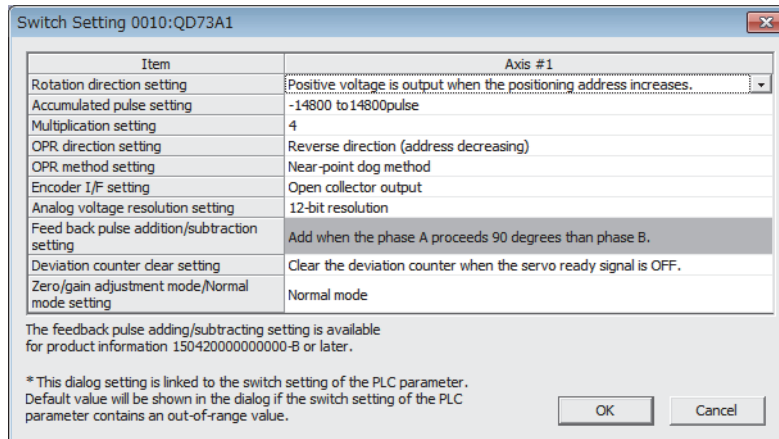 Switch Setting 0010:QD73A1
Item Axis #1
Rotation direction setting Positive voltage is output when the positioning address increases.
Accumulated pulse setting -14800 to14800pulse
Multiplication setting 4
OPR direction setting Reverse direction (address decreasing)
OPR method setting Near-point dog method
Encoder I/F setting Open collector output
Analog voltage resolution setting 12-bit resolution
Feed back pulse addition/subtraction
setting Add when the phase A proceeds 90 degrees than phase B.
Deviation counter clear setting Clear the deviation counter when the servo ready signal is OFF.
Zero/gain adjustment mode/Normal
mode setting Normal mode
The feedback pulse adding/subtracting setting is available
for product information 150420000000000-B or later.
* This dialog setting is linked to the switch setting of the PLC parameter.
Default value will be shown in the dialog if the switch setting of the PLC
parameter contains an out-of-range value.
OK Cancel